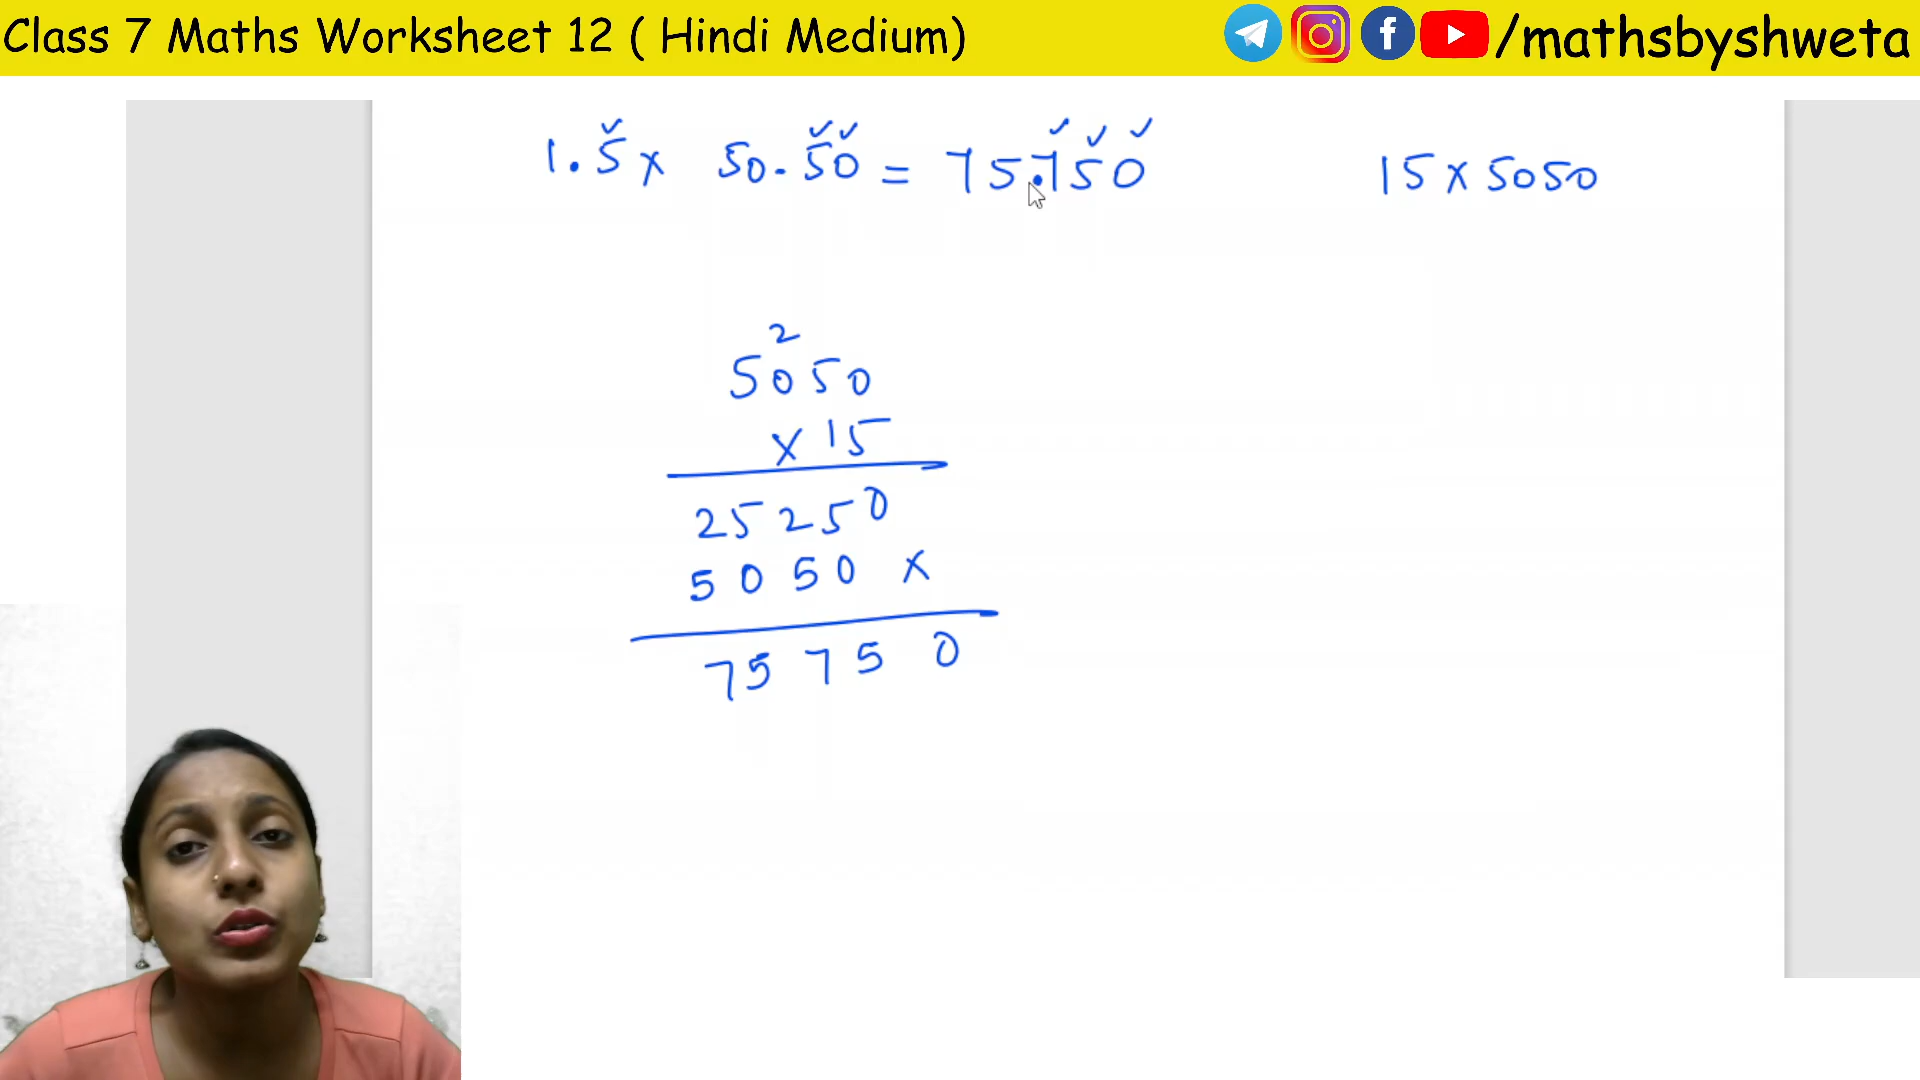 Class 7 Maths Worksheet 12 ( Hindi Medium)
/mathsbyshweta
1.5 x 50.50 = 75.750
15 x 5050
2
5050
x 15
25250
5050 x
75750